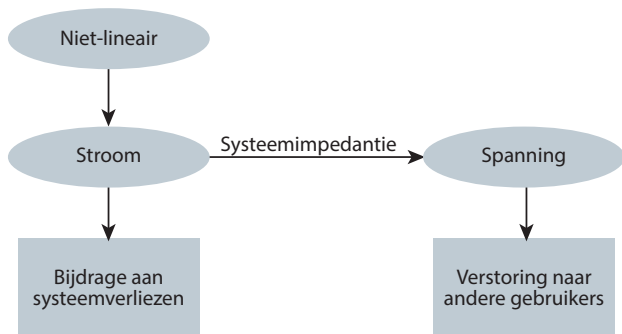 Niet-lineair
Systeemimpedantie
Stroom
Spanning
Bijdrage aan
systeemverliezen
Verstoring naar
andere gebruikers